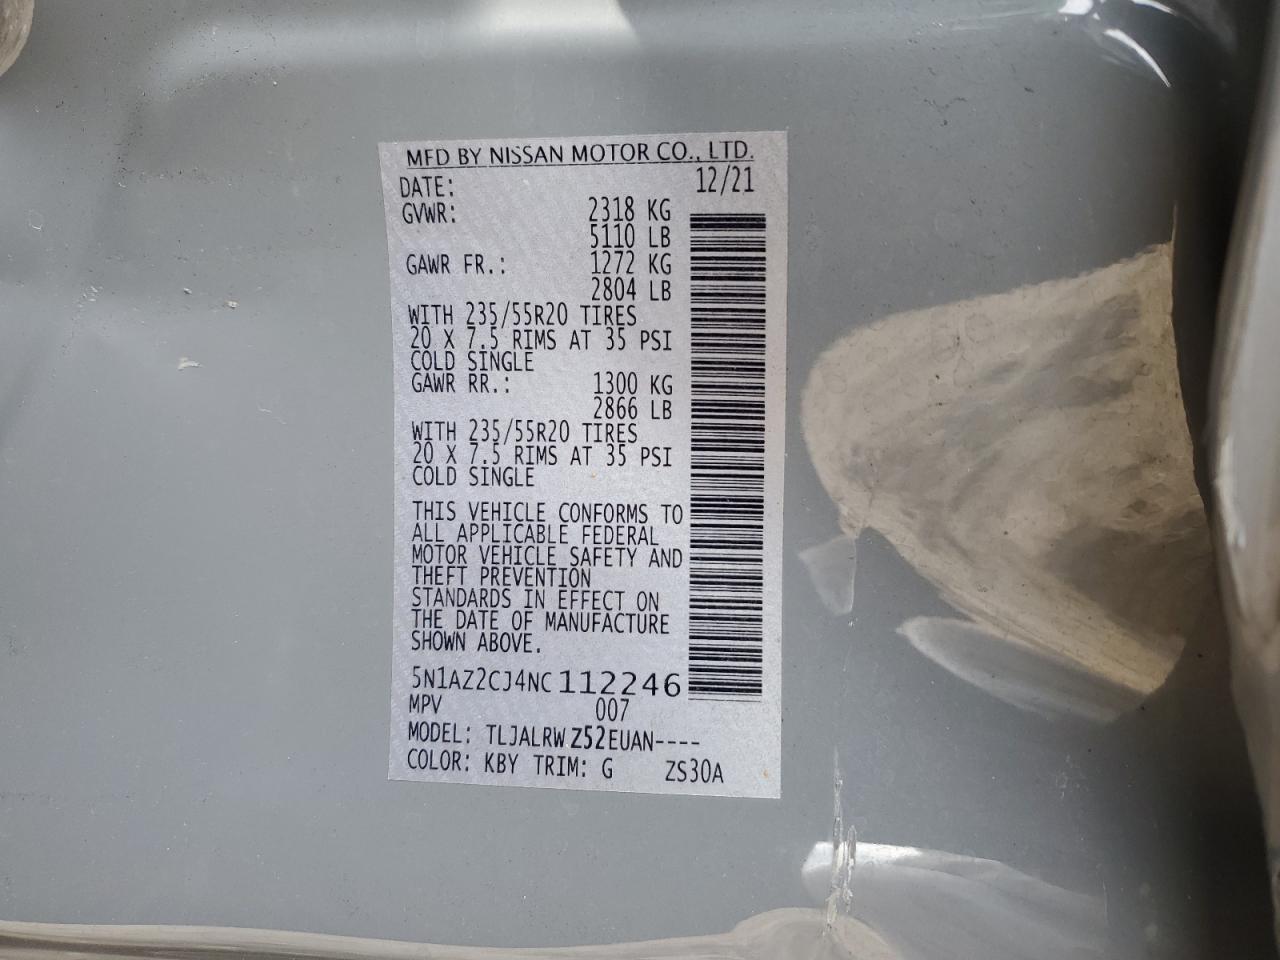 MFD BY NISSAN MOTOR CO., LTD.
DATE: 12/21
GVWR: 2318 KG
5110 LB
GAWR FR.: 1272 KG
2804 LB
WITH 235/55R20 TIRES
20 X 7.5 RIMS AT 35 PSI
COLD SINGLE
GAWR RR.: 1300 KG
2866 LB
WITH 235/55R20 TIRES
20 X 7.5 RIMS AT 35 PSI
COLD SINGLE
THIS VEHICLE CONFORMS TO
ALL APPLICABLE FEDERAL
MOTOR VEHICLE SAFETY AND
THEFT PREVENTION
STANDARDS IN EFFECT ON
THE DATE OF MANUFACTURE
SHOWN ABOVE.
5N1AZ2CJ4NC112246
MPV 007
MODEL: TLJALRWZ52EUAN----
COLOR: KBY TRIM: G ZS30A